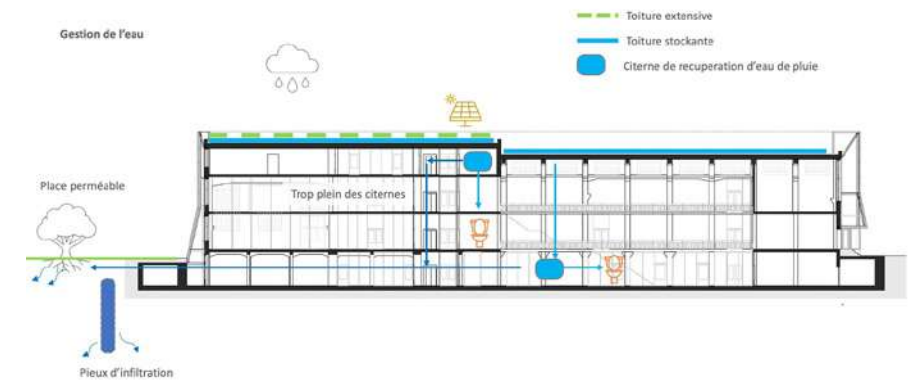 Gestion de l'eau
Toiture extensive
Toiture stockante
Citerne de recuperation d'eau de pluie
Place perméable
Trop plein des citernes
Pieux d'infiltration